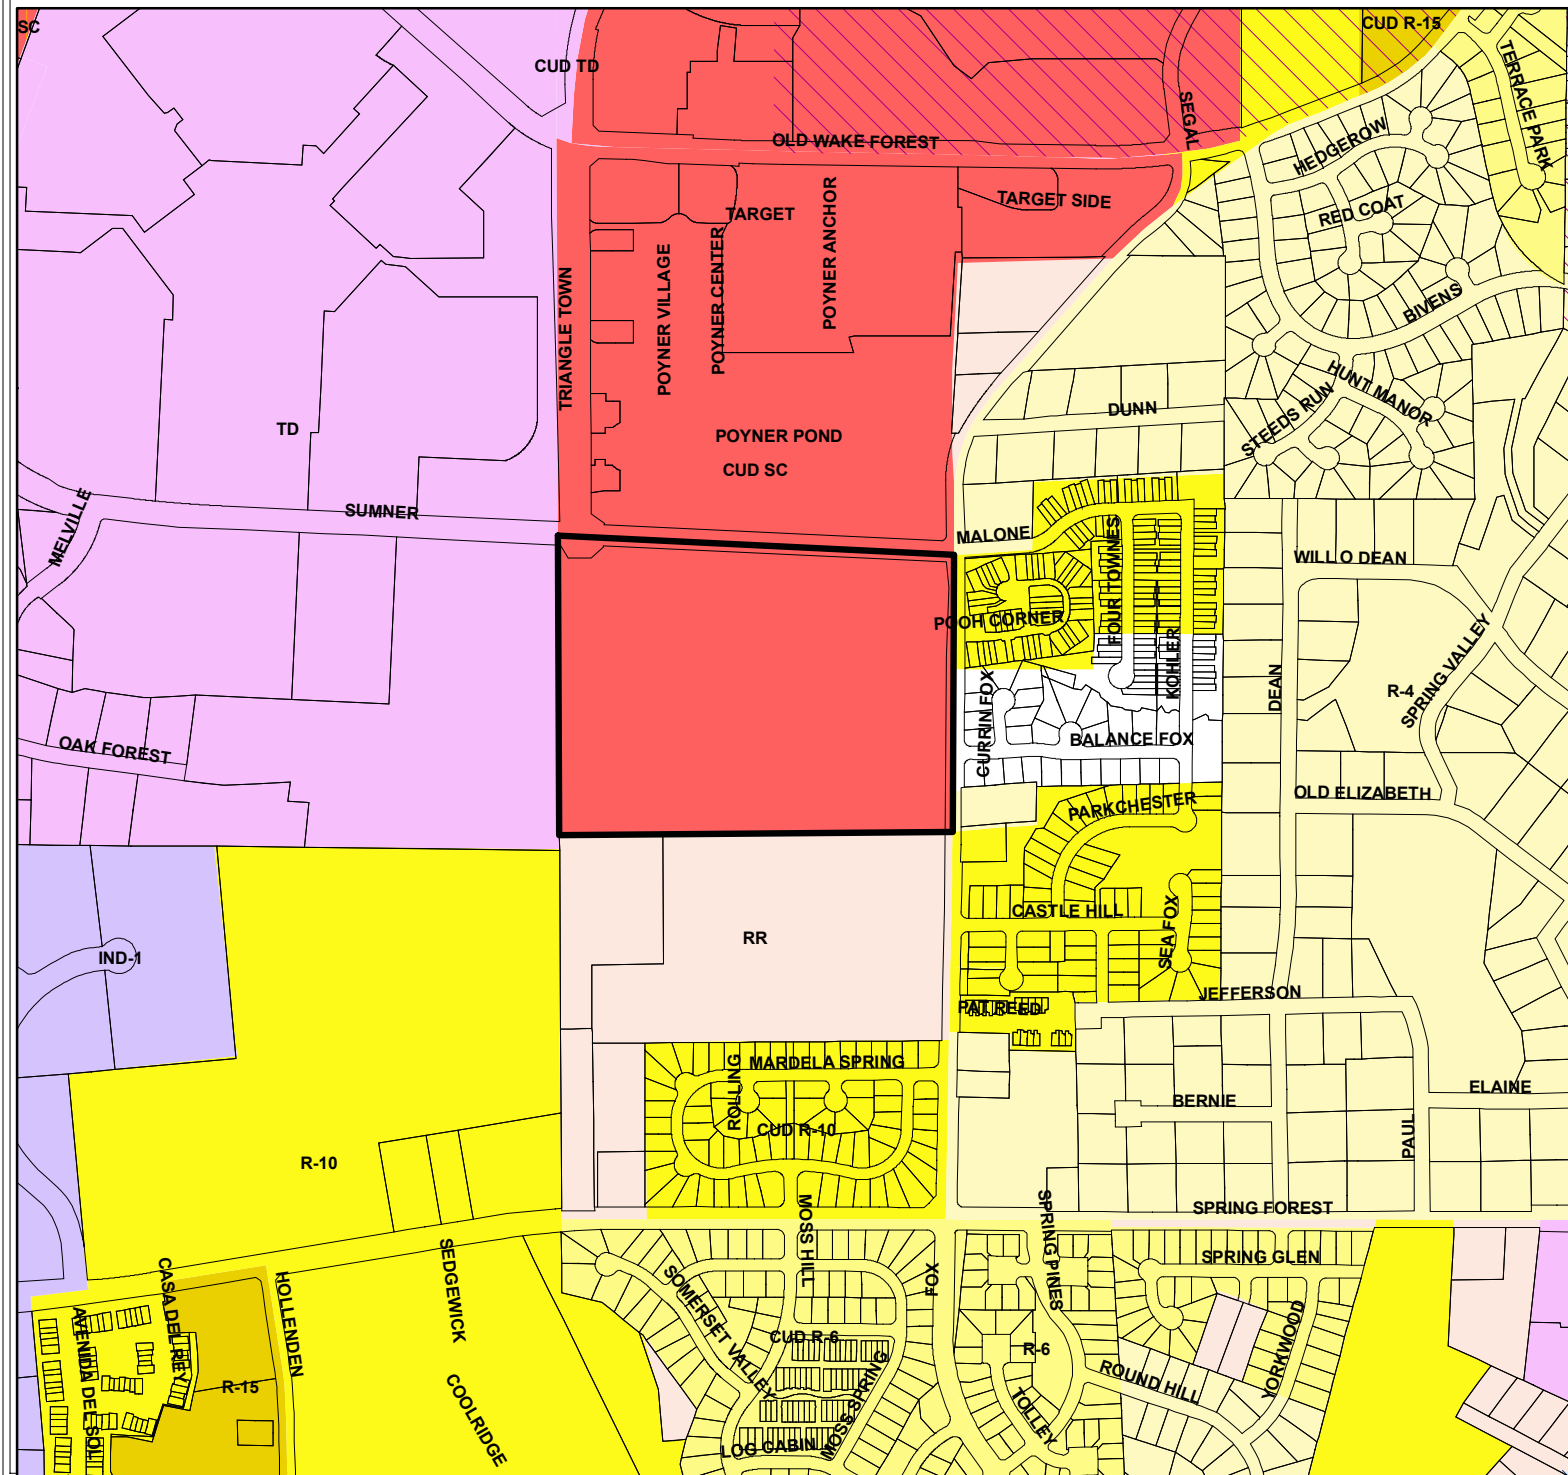 SC
CUD R-15
TERRACE PARK
CUD TD
SEGAL
OLD WAKE FOREST
HEDGEROW
TARGET SIDE
TARGET
RED COAT
POYNER ANCHOR
POYNER CENTER
POYNER VILLAGE
TRIANGLE TOWN
BIVENS
HUNT MANOR
STEEDS RUN
DUNN
TD
POYNER POND
CUD SC
SUMNER
MELVILLE
MALONE
FOUR TOWNES
WILLO DEAN
POOH CORNER
KOHLER
SPRING VALLEY
DEAN
R-4
CURRIN FOX
BALANCE FOX
OAK FOREST
OLD ELIZABETH
PARKCHESTER
CASTLE HILL
SEA FOX
RR
IND-1
JEFFERSON
PAT REED
MARDELA SPRING
ROLLING
ELAINE
BERNIE
CUD R-10
PAUL
R-10
SPRING FOREST
MOSS HILL
SPRING PINES
SPRING GLEN
SEDGEWICK
CASA DEL REY
HOLLENDEN
SOMERSET VALLEY
FOX
AVENIDA DEL SOL
CUD R-6
R-6
YORKWOOD
R-15
ROUND HILL
COOLRIDGE
MOSS SPRING
TOLLEY
LOG CABIN